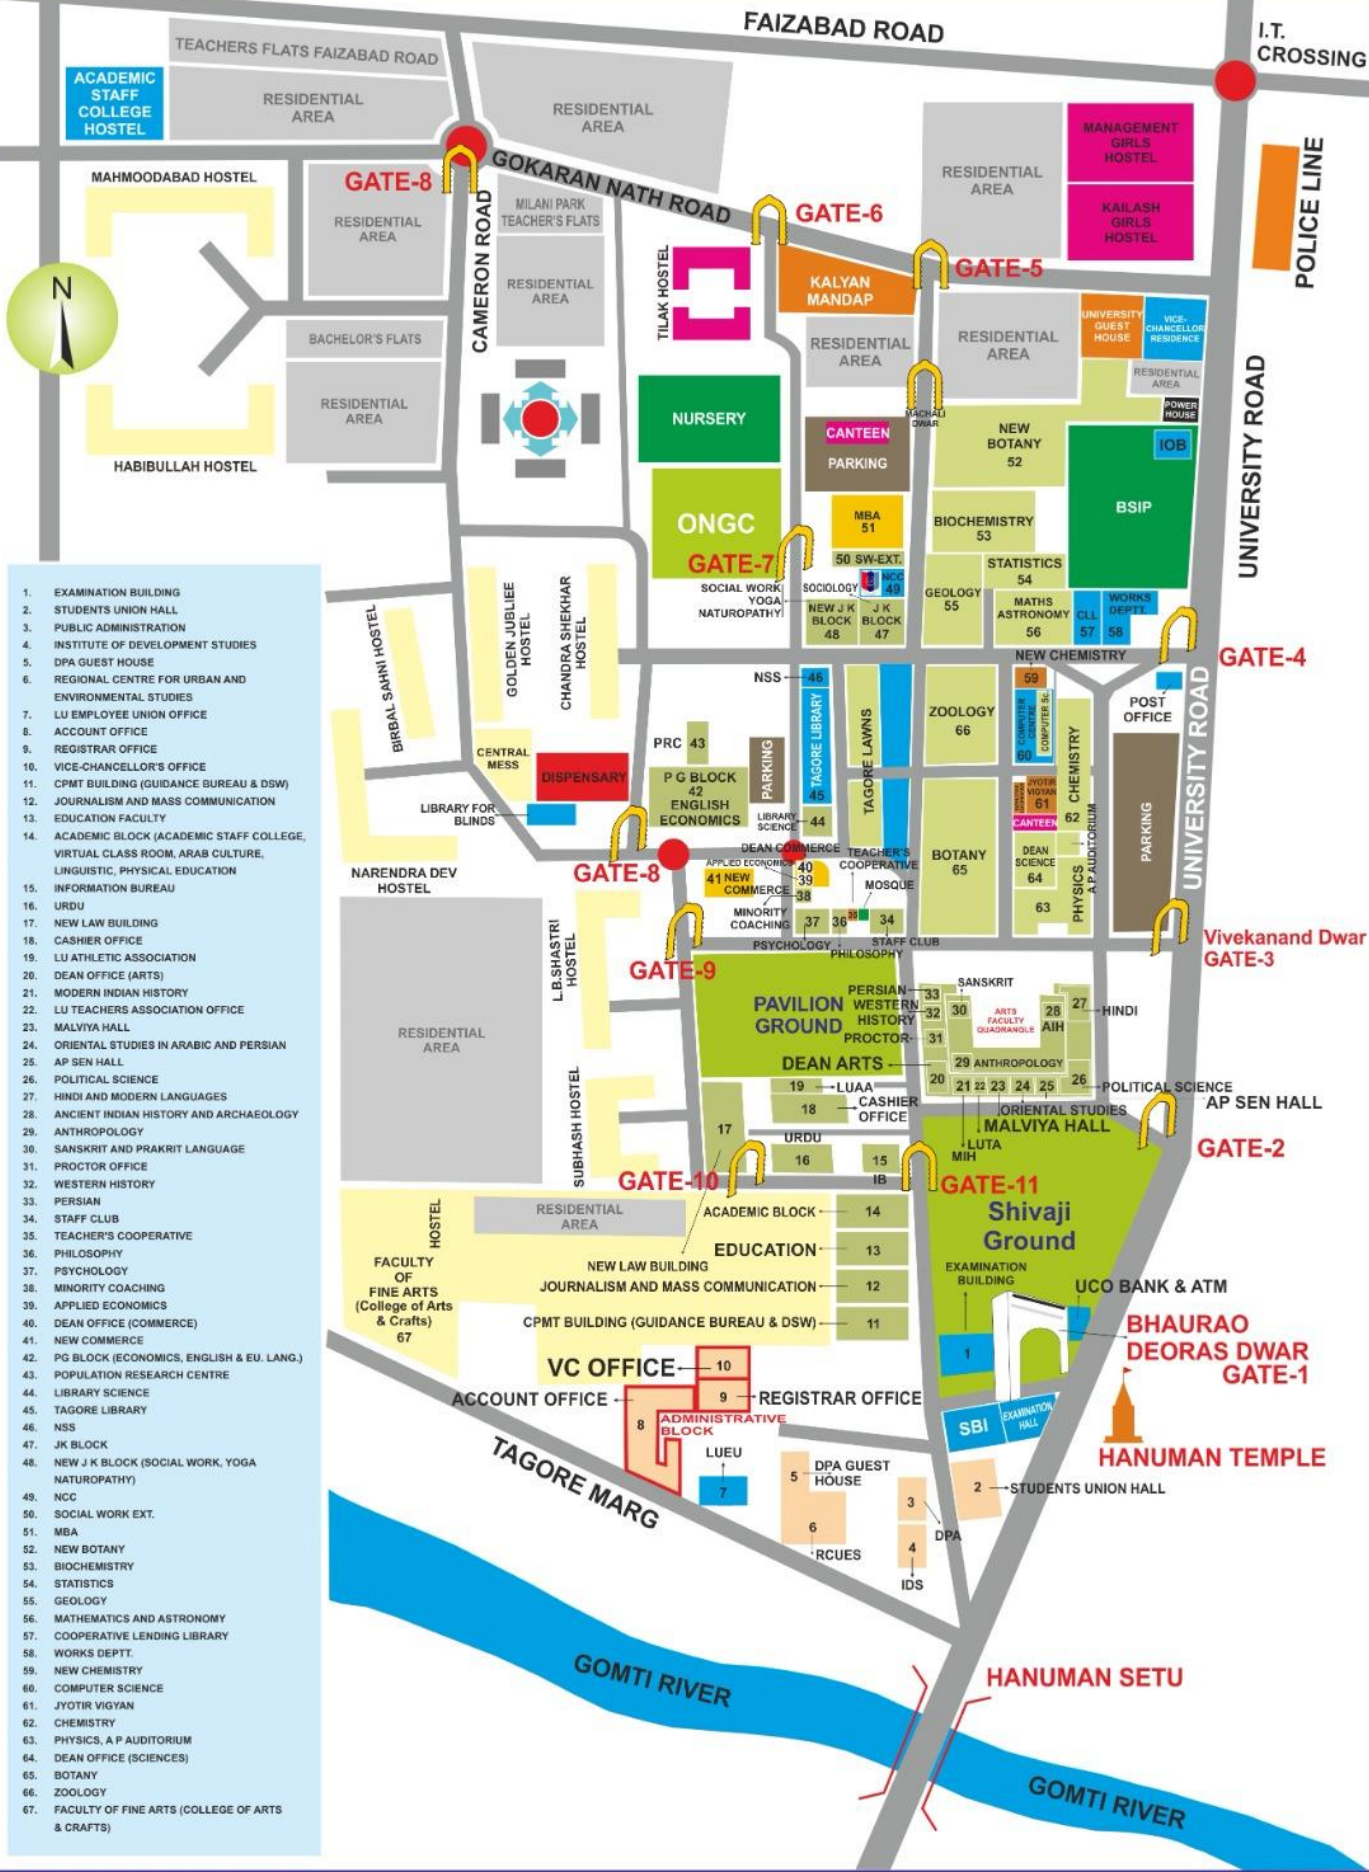 FAIZABAD ROAD
I.T.
CROSSING
TEACHERS FLATS FAIZABAD ROAD
ACADEMIC
STAFF
COLLEGE
HOSTEL
RESIDENTIAL
AREA
RESIDENTIAL
AREA
MANAGEMENT
GIRLS
HOSTEL
KAILASH
GIRLS
HOSTEL
RESIDENTIAL
AREA
POLICE LINE
MAHMOODABAD HOSTEL
GATE-8
GOKARAN NATH ROAD
CAMERON ROAD
RESIDENTIAL
AREA
MILANI PARK
TEACHER'S FLATS
GATE-6
GATE-5
N
RESIDENTIAL
AREA
TILAK HOSTEL
KALYAN
MANDAP
RESIDENTIAL
AREA
RESIDENTIAL
AREA
UNIVERSITY
GUEST
HOUSE
VICE-
CHANCELLOR
RESIDENCE
RESIDENTIAL
AREA
POWER
HOUSE
BACHELOR'S FLATS
RESIDENTIAL
AREA
HABIBULLAH HOSTEL
NURSERY
MACHALI
DWAR
CANTEEN
PARKING
NEW
BOTANY
52
IOB
BSIP
UNIVERSITY ROAD
ONGC
MBA
51
BIOCHEMISTRY
53
50 SW-EXT.
STATISTICS
54
GATE-7
SOCIAL WORK
YOGA
NATUROPATHY
SOCIOLOGY
NCC
49
NEW J K
BLOCK
48
J K
BLOCK
47
GEOLOGY
55
MATHS
ASTRONOMY
56
CLL
57
WORKS
DEPTT.
58
GATE-4
NEW CHEMISTRY
59
POST
OFFICE
BIRBAL SAHNI HOSTEL
GOLDEN JUBLIEE
HOSTEL
CHANDRA SHEKHAR
HOSTEL
NSS
46
TAGORE LIBRARY
45
TAGORE LAWNS
ZOOLOGY
66
COMPUTER
CENTRE
60
COMPUTER Sc.
CHEMISTRY
62
UNIVERSITY ROAD
PRC 43
PARKING
CENTRAL
MESS
DISPENSARY
P G BLOCK
42
ENGLISH
ECONOMICS
LIBRARY FOR
BLINDS
LIBRARY
SCIENCE
44
JYOTIR
VIGYAN
61
CANTEEN
DEAN
SCIENCE
64
63
PHYSICS
A P AUDITORIUM
PARKING
NARENDRA DEV
HOSTEL
GATE-8
DEAN COMMERCE
APPLIED ECONOMICS
40
39
41 NEW
COMMERCE
38
TEACHER'S
COOPERATIVE
MOSQUE
MINORITY
COACHING
37
36
35
34
PSYCHOLOGY
PHILOSOPHY
STAFF CLUB
BOTANY
65
Vivekanand Dwar
GATE-3
GATE-9
L.B.SHASTRI
HOSTEL
RESIDENTIAL
AREA
PAVILION
GROUND
PERSIAN
33
WESTERN
HISTORY
32
PROCTOR
31
SANSKRIT
30
ARTS
FACULTY
QUADRANGLE
28
AIH
27
HINDI
DEAN ARTS
20
29 ANTHROPOLOGY
21
22
23
24
25
26
POLITICAL SCIENCE
AP SEN HALL
ORIENTAL STUDIES
MALVIYA HALL
LUTA
MIH
GATE-2
SUBHASH HOSTEL
19
LUAA
18
CASHIER
OFFICE
17
URDU
16
15
IB
GATE-10
GATE-11
Shivaji
Ground
RESIDENTIAL
AREA
HOSTEL
FACULTY
OF
FINE ARTS
(College of Arts
& Crafts)
67
ACADEMIC BLOCK
14
EDUCATION
13
NEW LAW BUILDING
JOURNALISM AND MASS COMMUNICATION
12
CPMT BUILDING (GUIDANCE BUREAU & DSW)
11
EXAMINATION
BUILDING
1
UCO BANK & ATM
BHAURAO
DEORAS DWAR
GATE-1
VC OFFICE
10
ACCOUNT OFFICE
9
REGISTRAR OFFICE
8
ADMINISTRATIVE
BLOCK
SBI
EXAMINATION
HALL
HANUMAN TEMPLE
TAGORE MARG
LUEU
7
DPA GUEST
HOUSE
5
6
RCUES
3
DPA
4
IDS
2
STUDENTS UNION HALL
GOMTI RIVER
HANUMAN SETU
GOMTI RIVER
1. EXAMINATION BUILDING
2. STUDENTS UNION HALL
3. PUBLIC ADMINISTRATION
4. INSTITUTE OF DEVELOPMENT STUDIES
5. DPA GUEST HOUSE
6. REGIONAL CENTRE FOR URBAN AND
ENVIRONMENTAL STUDIES
7. LU EMPLOYEE UNION OFFICE
8. ACCOUNT OFFICE
9. REGISTRAR OFFICE
10. VICE-CHANCELLOR'S OFFICE
11. CPMT BUILDING (GUIDANCE BUREAU & DSW)
12. JOURNALISM AND MASS COMMUNICATION
13. EDUCATION FACULTY
14. ACADEMIC BLOCK (ACADEMIC STAFF COLLEGE,
VIRTUAL CLASS ROOM, ARAB CULTURE,
LINGUISTIC, PHYSICAL EDUCATION
15. INFORMATION BUREAU
16. URDU
17. NEW LAW BUILDING
18. CASHIER OFFICE
19. LU ATHLETIC ASSOCIATION
20. DEAN OFFICE (ARTS)
21. MODERN INDIAN HISTORY
22. LU TEACHERS ASSOCIATION OFFICE
23. MALVIYA HALL
24. ORIENTAL STUDIES IN ARABIC AND PERSIAN
25. AP SEN HALL
26. POLITICAL SCIENCE
27. HINDI AND MODERN LANGUAGES
28. ANCIENT INDIAN HISTORY AND ARCHAEOLOGY
29. ANTHROPOLOGY
30. SANSKRIT AND PRAKRIT LANGUAGE
31. PROCTOR OFFICE
32. WESTERN HISTORY
33. PERSIAN
34. STAFF CLUB
35. TEACHER'S COOPERATIVE
36. PHILOSOPHY
37. PSYCHOLOGY
38. MINORITY COACHING
39. APPLIED ECONOMICS
40. DEAN OFFICE (COMMERCE)
41. NEW COMMERCE
42. PG BLOCK (ECONOMICS, ENGLISH & EU. LANG.)
43. POPULATION RESEARCH CENTRE
44. LIBRARY SCIENCE
45. TAGORE LIBRARY
46. NSS
47. JK BLOCK
48. NEW J K BLOCK (SOCIAL WORK, YOGA
NATUROPATHY)
49. NCC
50. SOCIAL WORK EXT.
51. MBA
52. NEW BOTANY
53. BIOCHEMISTRY
54. STATISTICS
55. GEOLOGY
56. MATHEMATICS AND ASTRONOMY
57. COOPERATIVE LENDING LIBRARY
58. WORKS DEPTT.
59. NEW CHEMISTRY
60. COMPUTER SCIENCE
61. JYOTIR VIGYAN
62. CHEMISTRY
63. PHYSICS, A P AUDITORIUM
64. DEAN OFFICE (SCIENCES)
65. BOTANY
66. ZOOLOGY
67. FACULTY OF FINE ARTS (COLLEGE OF ARTS
& CRAFTS)